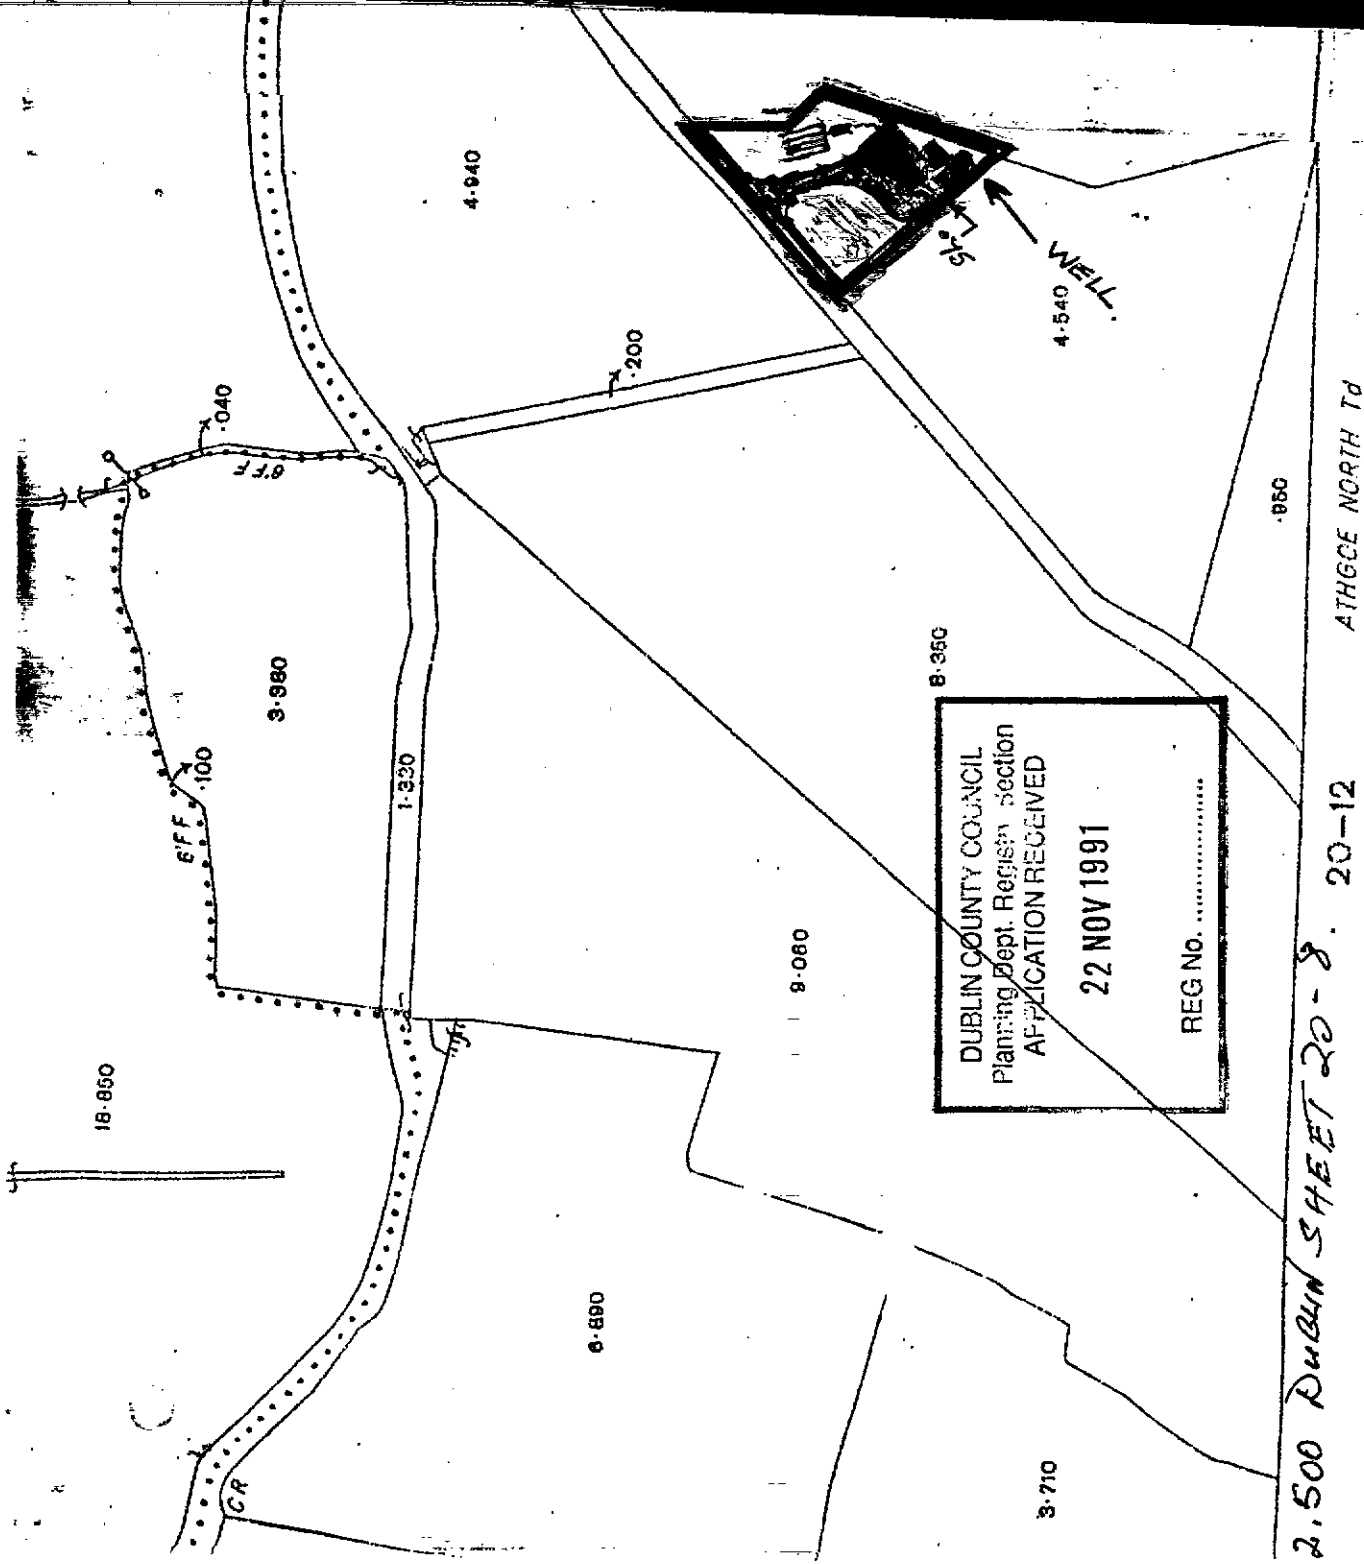 18·850
6'FF
·100
3·980
6'FF
·040
1·330
4·940
·200
CR
6·890
9·080
8·350
3·710
4·540
·950
WELL.
DUBLIN COUNTY COUNCIL
Planning Dept. Registry Section
APPLICATION RECEIVED
22 NOV 1991
REG No. ....................
2.500 DUBLIN SHEET 20-8. 20-12
ATHGOE NORTH Td